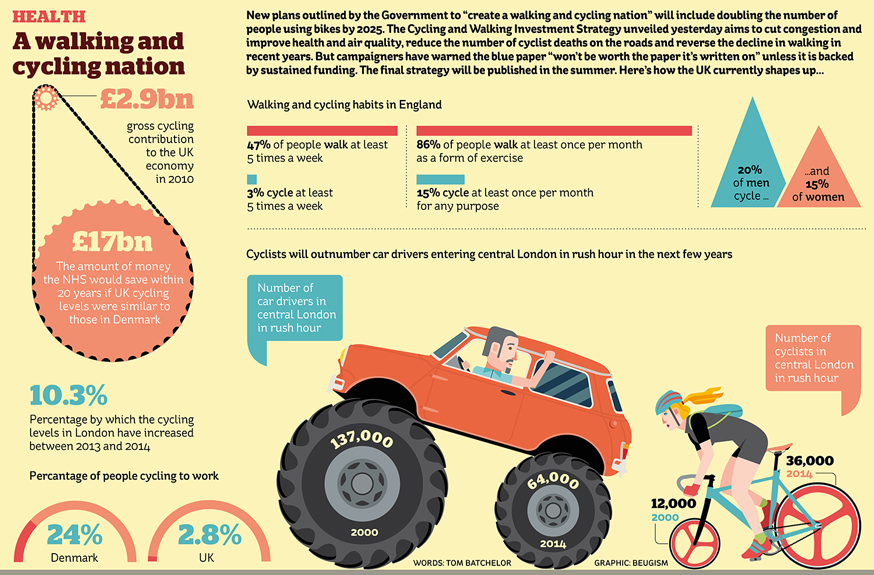 HEALTH
A walking and
cycling nation
New plans outlined by the Government to “create a walking and cycling nation” will include doubling the number of
people using bikes by 2025. The Cycling and Walking Investment Strategy unveiled yesterday aims to cut congestion and
improve health and air quality, reduce the number of cyclist deaths on the roads and reverse the decline in walking in
recent years. But campaigners have warned the blue paper “won’t be worth the paper it’s written on” unless it is backed
by sustained funding. The final strategy will be published in the summer. Here’s how the UK currently shapes up...
£2.9bn
gross cycling
contribution
to the UK
economy
in 2010
£17bn
The amount of money
the NHS would save within
20 years if UK cycling
levels were similar to
those in Denmark
10.3%
Percentage by which the cycling
levels in London have increased
between 2013 and 2014
Percentage of people cycling to work
24%
Denmark
2.8%
UK
Walking and cycling habits in England
47% of people walk at least
5 times a week
3% cycle at least
5 times a week
86% of people walk at least once per month
as a form of exercise
15% cycle at least once per month
for any purpose
20%
of men
cycle ...
...and
15%
of women
Cyclists will outnumber car drivers entering central London in rush hour in the next few years
Number of
car drivers in
central London
in rush hour
137,000
2000
64,000
2014
Number of
cyclists in
central London
in rush hour
12,000
2000
36,000
2014
WORDS: TOM BATCHELOR
GRAPHIC: BEUGISM